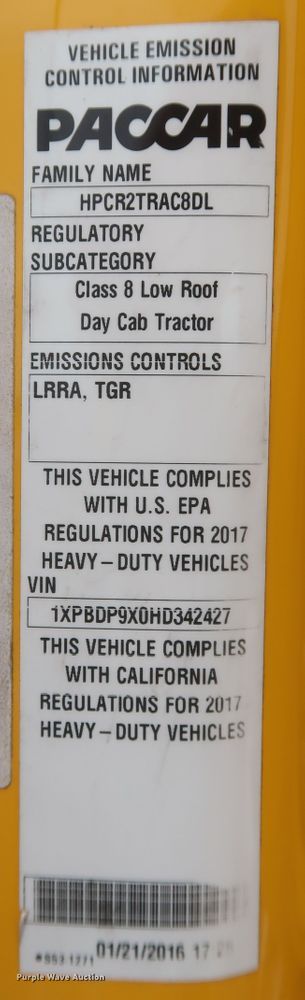 VEHICLE EMISSION
CONTROL INFORMATION
PACCAR
FAMILY NAME
HPCR2TRAC8DL
REGULATORY
SUBCATEGORY
Class 8 Low Roof
Day Cab Tractor
EMISSIONS CONTROLS
LRRA, TGR
THIS VEHICLE COMPLIES
WITH U.S. EPA
REGULATIONS FOR 2017
HEAVY-DUTY VEHICLES
VIN
1XPBDP9X0HD342427
THIS VEHICLE COMPLIES
WITH CALIFORNIA
REGULATIONS FOR 2017
HEAVY-DUTY VEHICLES
01/21/2016
Purple Wave Auction